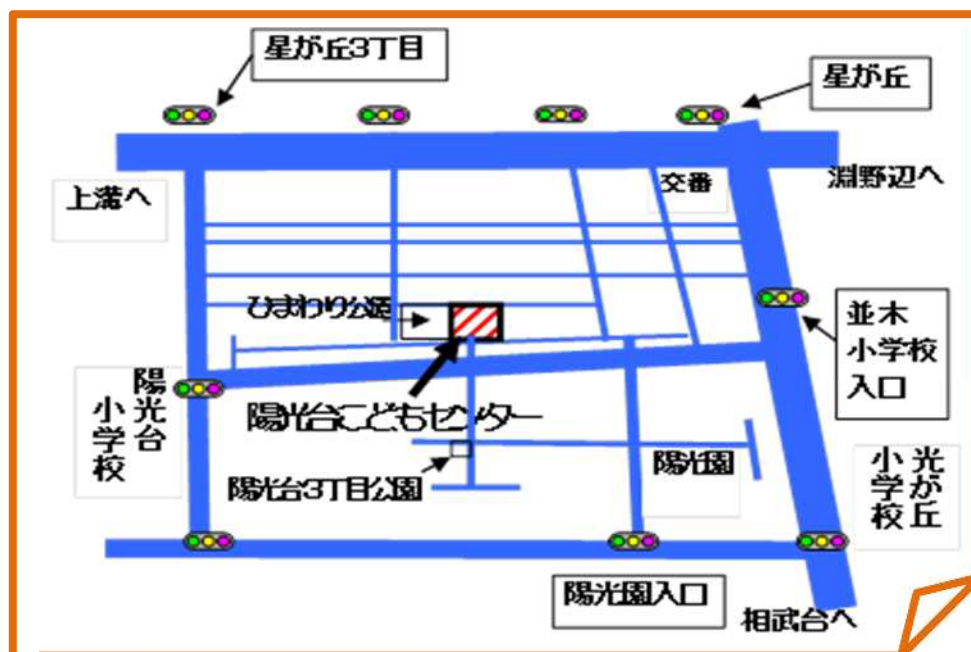 星が丘3丁目
星が丘
上溝へ
交番
淵野辺へ
ひまわり公園
並木
小学校
入口
陽光台
小学校
陽光台こどもセンター
陽光台3丁目公園
陽光園
光が丘
小学校
陽光園入口
相武台へ